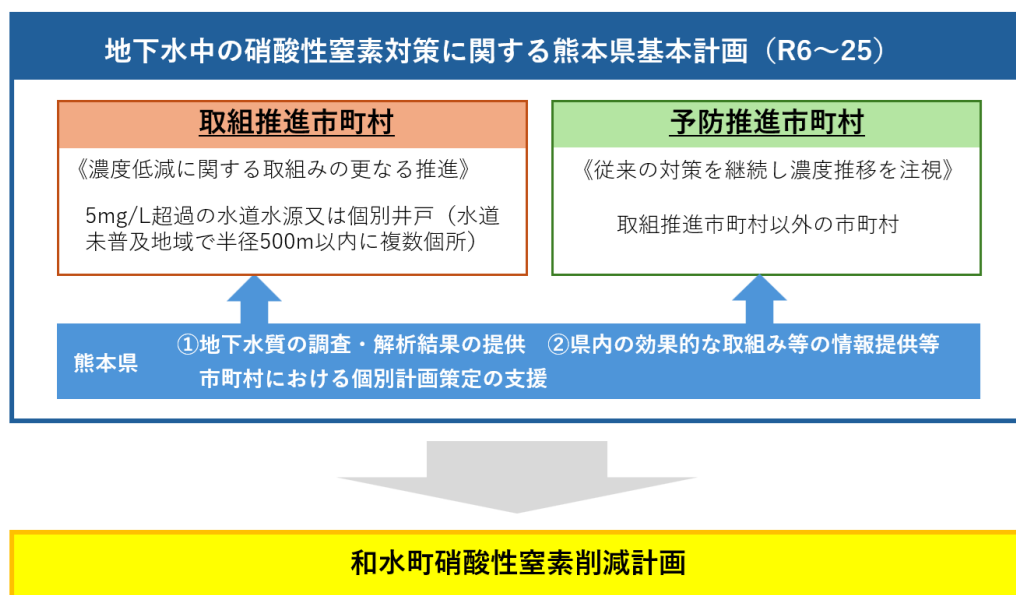 地下水中の硝酸性窒素対策に関する熊本県基本計画（R6～25）
取組推進市町村
《濃度低減に関する取組みの更なる推進》
5mg/L超過の水道水源又は個別井戸（水道
未普及地域で半径500m以内に複数個所）
予防推進市町村
《従来の対策を継続し濃度推移を注視》
取組推進市町村以外の市町村
熊本県
①地下水質の調査・解析結果の提供　②県内の効果的な取組み等の情報提供等
市町村における個別計画策定の支援
和水町硝酸性窒素削減計画